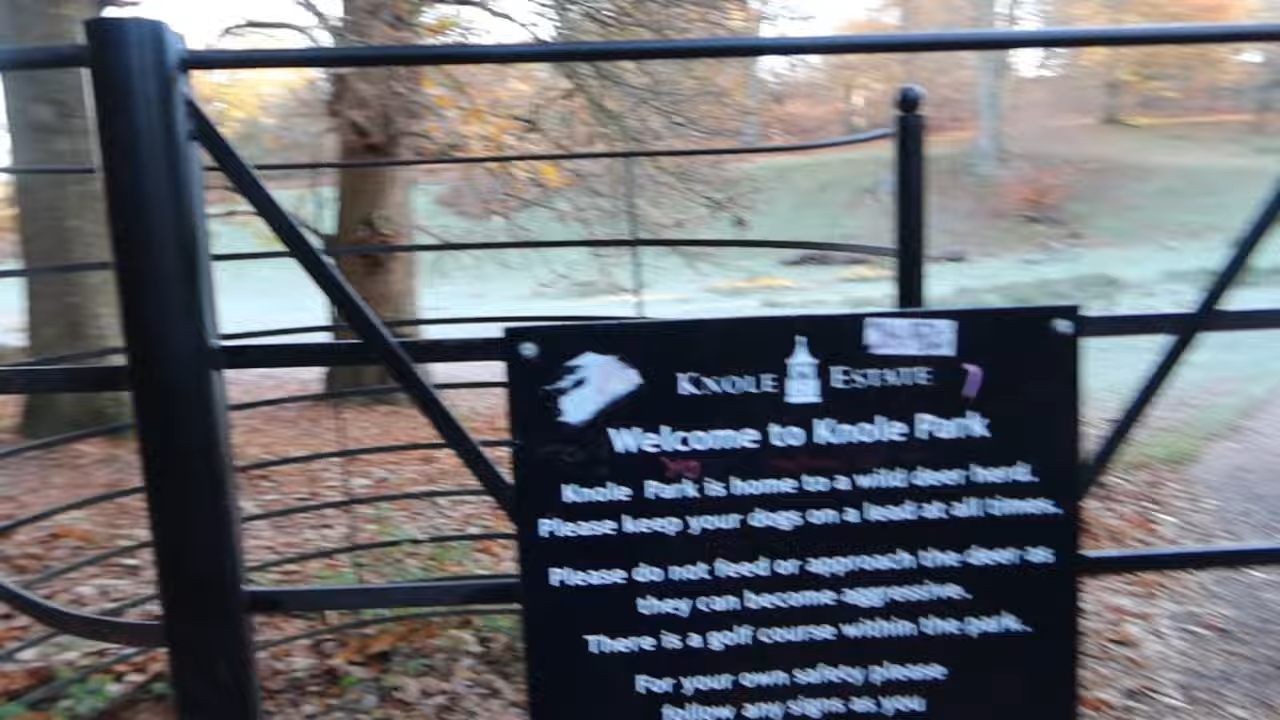 KNOLE ESTATE
Welcome to Knole Park
Knole Park is home to a wild deer herd.
Please keep your dogs on a lead at all times.
Please do not feed or approach the deer as
they can become aggressive.
There is a golf course within the park.
For your own safety please
follow any signs as you